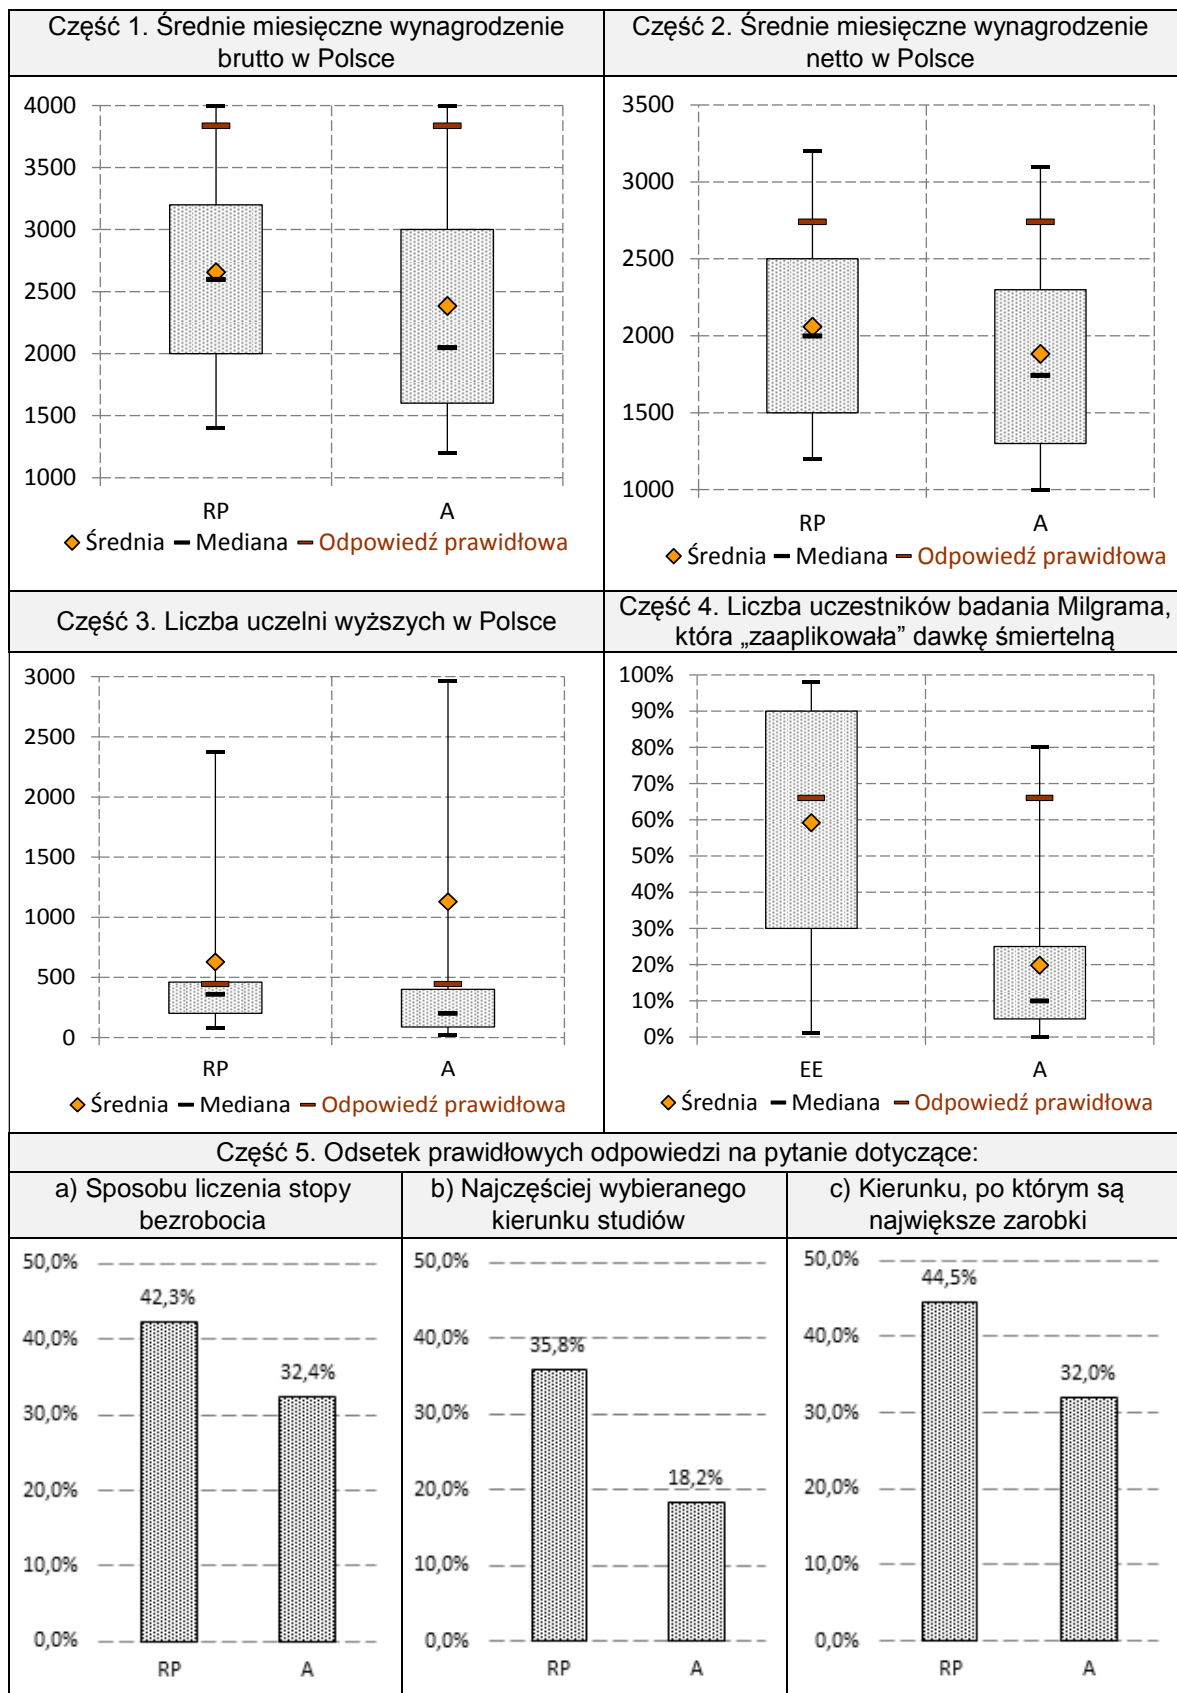 Część 1. Średnie miesięczne wynagrodzenie
brutto w Polsce
Część 2. Średnie miesięczne wynagrodzenie
netto w Polsce
4000
3500
3000
2500
2000
1500
1000
RP A
Średnia Mediana Odpowiedź prawidłowa
3500
3000
2500
2000
1500
1000
RP A
Średnia Mediana Odpowiedź prawidłowa
Część 3. Liczba uczelni wyższych w Polsce
Część 4. Liczba uczestników badania Milgrama,
która „zaaplikowała” dawkę śmiertelną
3000
2500
2000
1500
1000
500
0
RP A
Średnia Mediana Odpowiedź prawidłowa
100%
90%
80%
70%
60%
50%
40%
30%
20%
10%
0%
EE A
Średnia Mediana Odpowiedź prawidłowa
Część 5. Odsetek prawidłowych odpowiedzi na pytanie dotyczące:
a) Sposobu liczenia stopy
bezrobocia
b) Najczęściej wybieranego
kierunku studiów
c) Kierunku, po którym są
największe zarobki
50,0%
42,3%
40,0%
32,4%
30,0%
20,0%
10,0%
0,0%
RP A
50,0%
40,0%
35,8%
30,0%
20,0%
18,2%
10,0%
0,0%
RP A
50,0%
44,5%
40,0%
32,0%
30,0%
20,0%
10,0%
0,0%
RP A